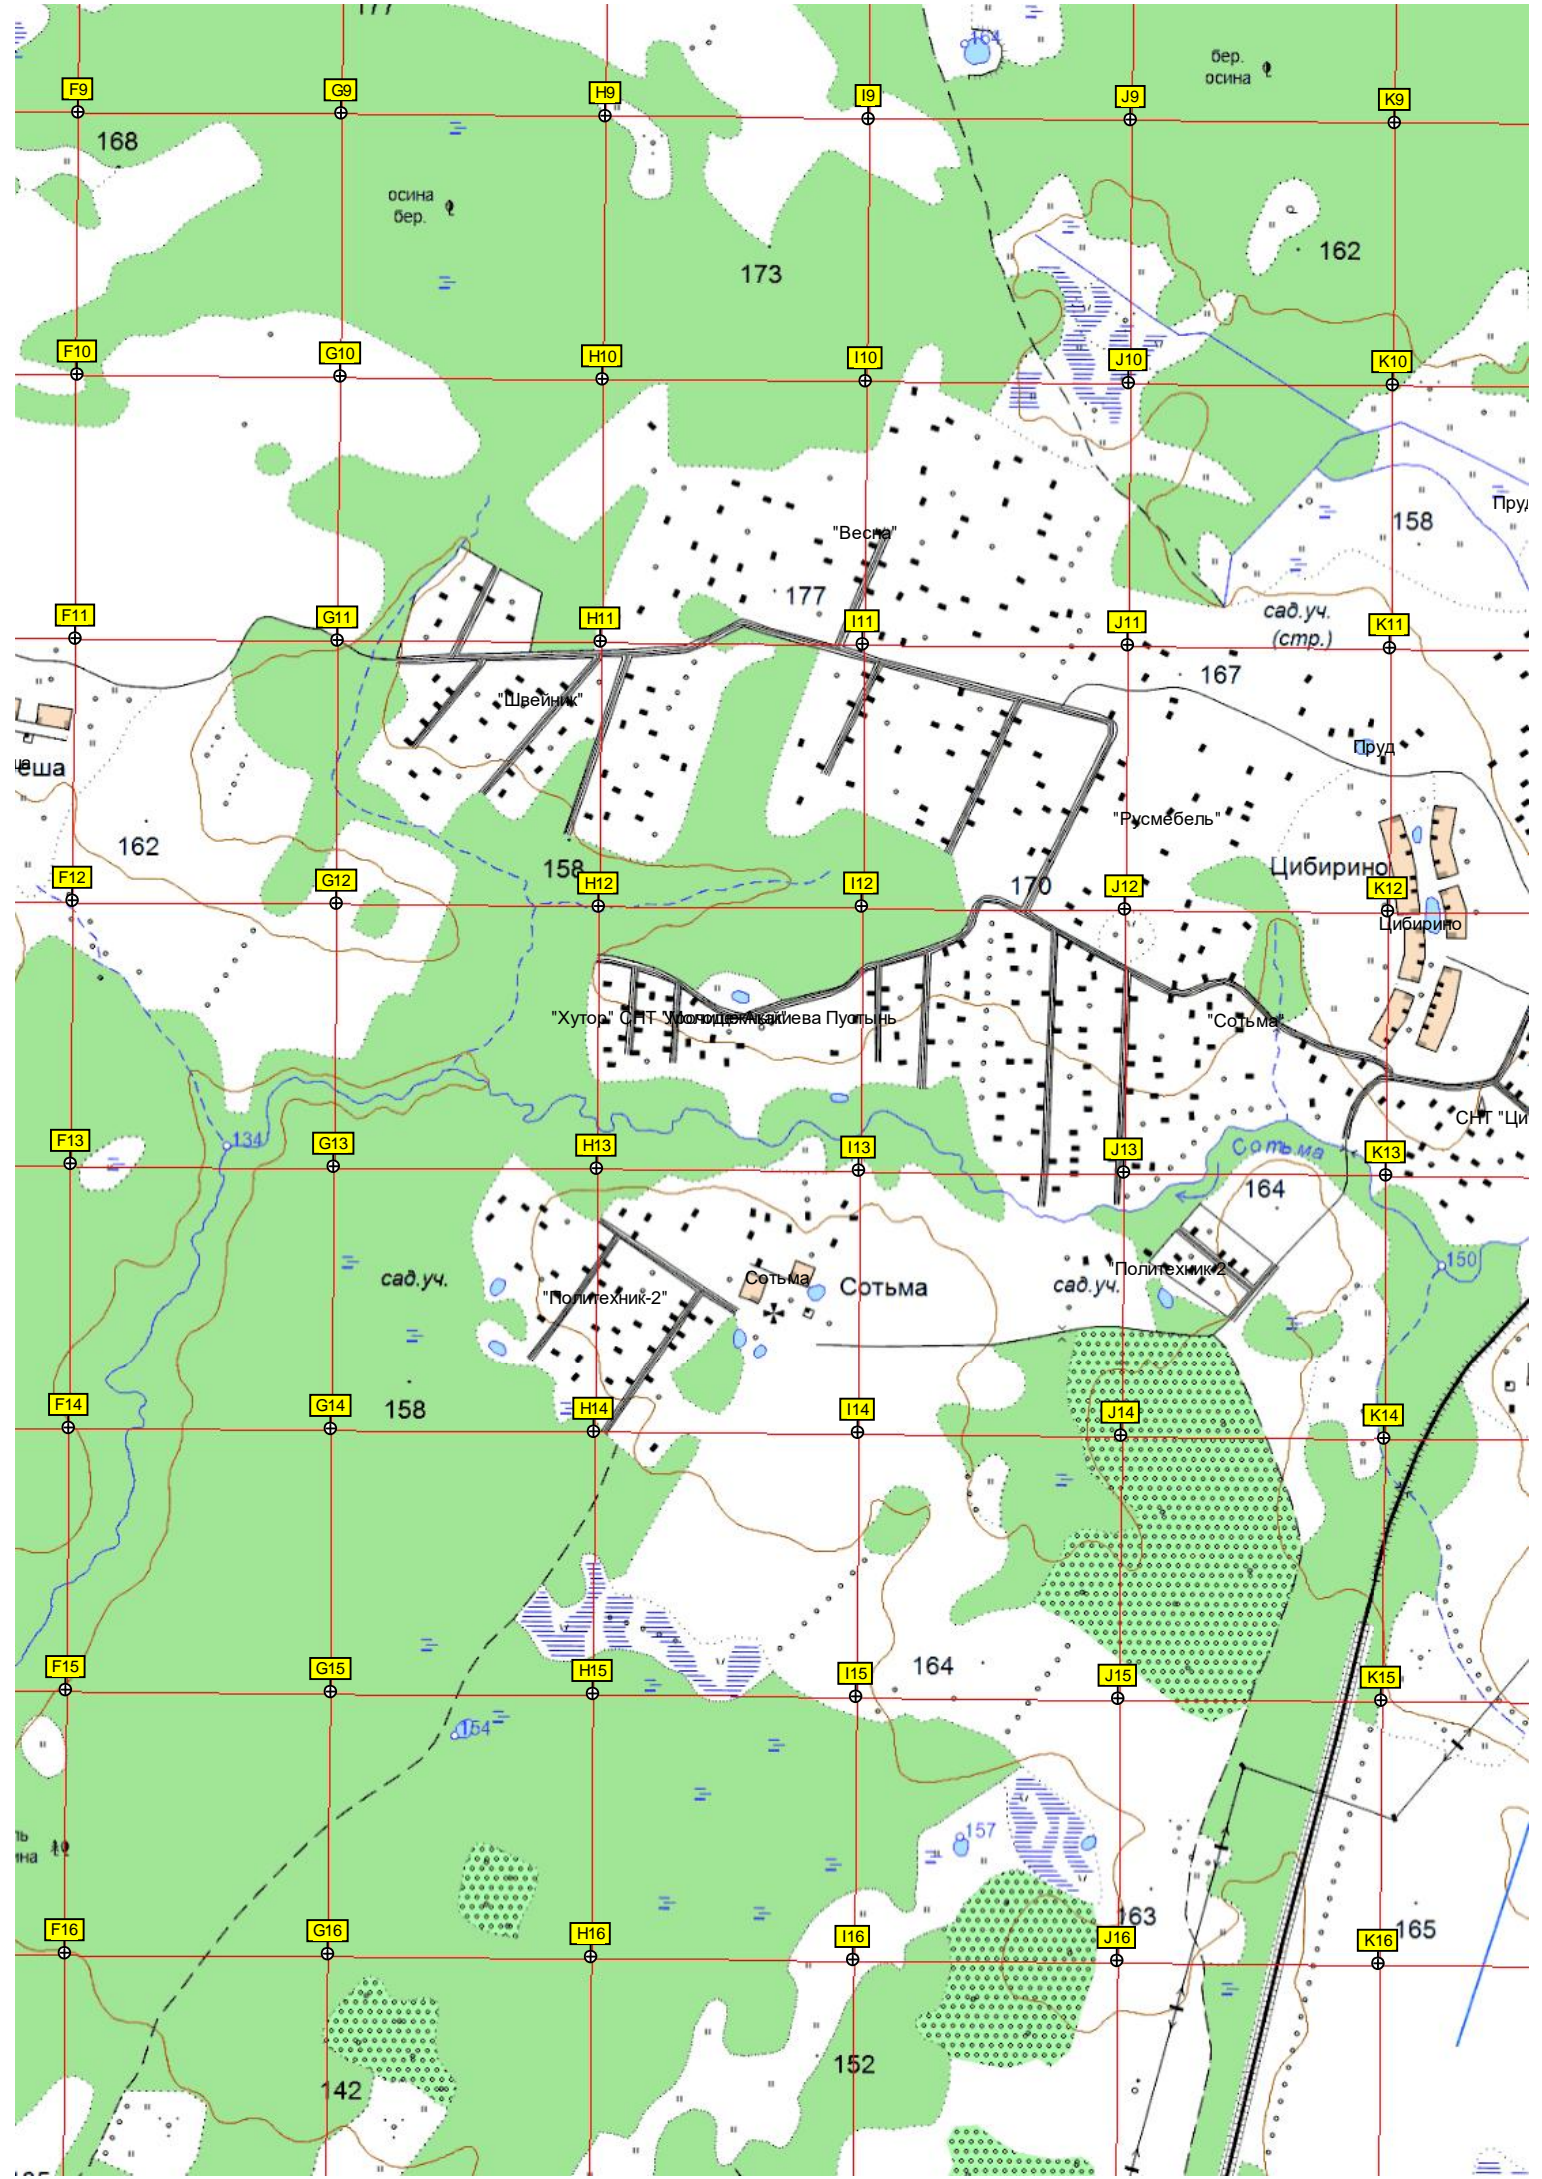 177
164
бер.
осина
F9
G9
H9
I9
J9
K9
168
осина
бер.
173
162
F10
G10
H10
I10
J10
K10
158
"Весна"
177
сад.уч.
(стр.)
F11
G11
H11
I11
J11
K11
167
"Швейник"
Пруд
еша
162
158
"Русмебель"
Цибирино
F12
G12
H12
I12
170
J12
K12
Цибирино
"Хутор" СНТ
"Сотьма"
СНТ "Ци
134
F13
G13
H13
I13
J13
Сотьма
K13
164
150
сад.уч.
Сотьма
Сотьма
сад.уч.
"Политехник-2"
"Политехник-2"
F14
G14
158
H14
I14
J14
K14
F15
G15
H15
I15
164
J15
K15
154
157
F16
G16
H16
I16
163
J16
K16
165
152
142